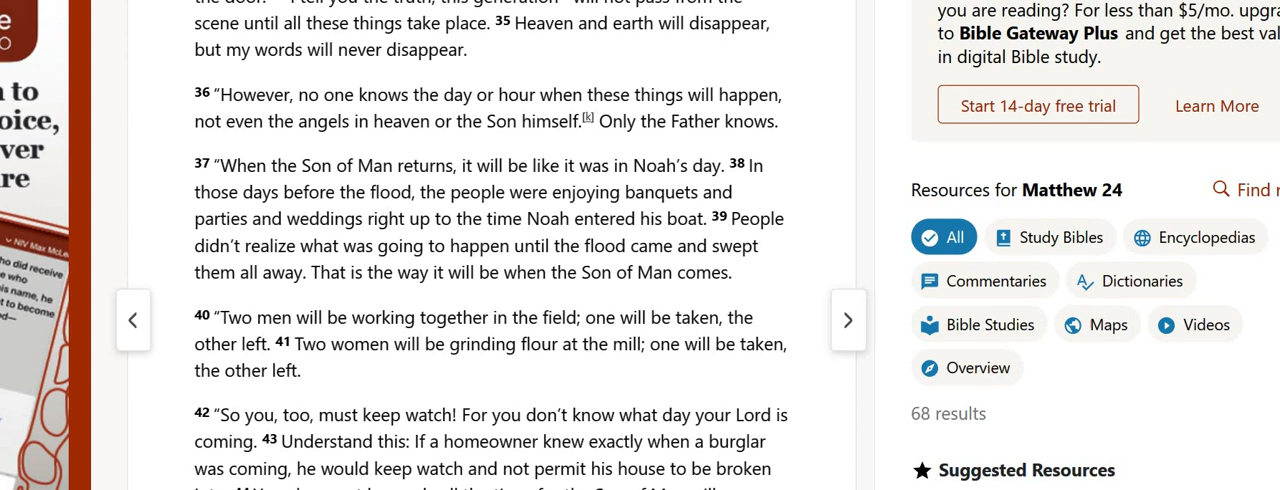 e
O
n to
oice,
ver
re
NIV Max McLe
ho did receive
e who
is name, he
t to become
d—
scene until all these things take place. 35 Heaven and earth will disappear,
but my words will never disappear.
36 “However, no one knows the day or hour when these things will happen,
not even the angels in heaven or the Son himself.[k] Only the Father knows.
37 “When the Son of Man returns, it will be like it was in Noah’s day. 38 In
those days before the flood, the people were enjoying banquets and
parties and weddings right up to the time Noah entered his boat. 39 People
didn’t realize what was going to happen until the flood came and swept
them all away. That is the way it will be when the Son of Man comes.
40 “Two men will be working together in the field; one will be taken, the
other left. 41 Two women will be grinding flour at the mill; one will be taken,
the other left.
42 “So you, too, must keep watch! For you don’t know what day your Lord is
coming. 43 Understand this: If a homeowner knew exactly when a burglar
was coming, he would keep watch and not permit his house to be broken
you are reading? For less than $5/mo. upgra
to Bible Gateway Plus and get the best val
in digital Bible study.
Start 14-day free trial
Learn More
Resources for Matthew 24
Find r
All
Study Bibles
Encyclopedias
Commentaries
Dictionaries
Bible Studies
Maps
Videos
Overview
68 results
Suggested Resources